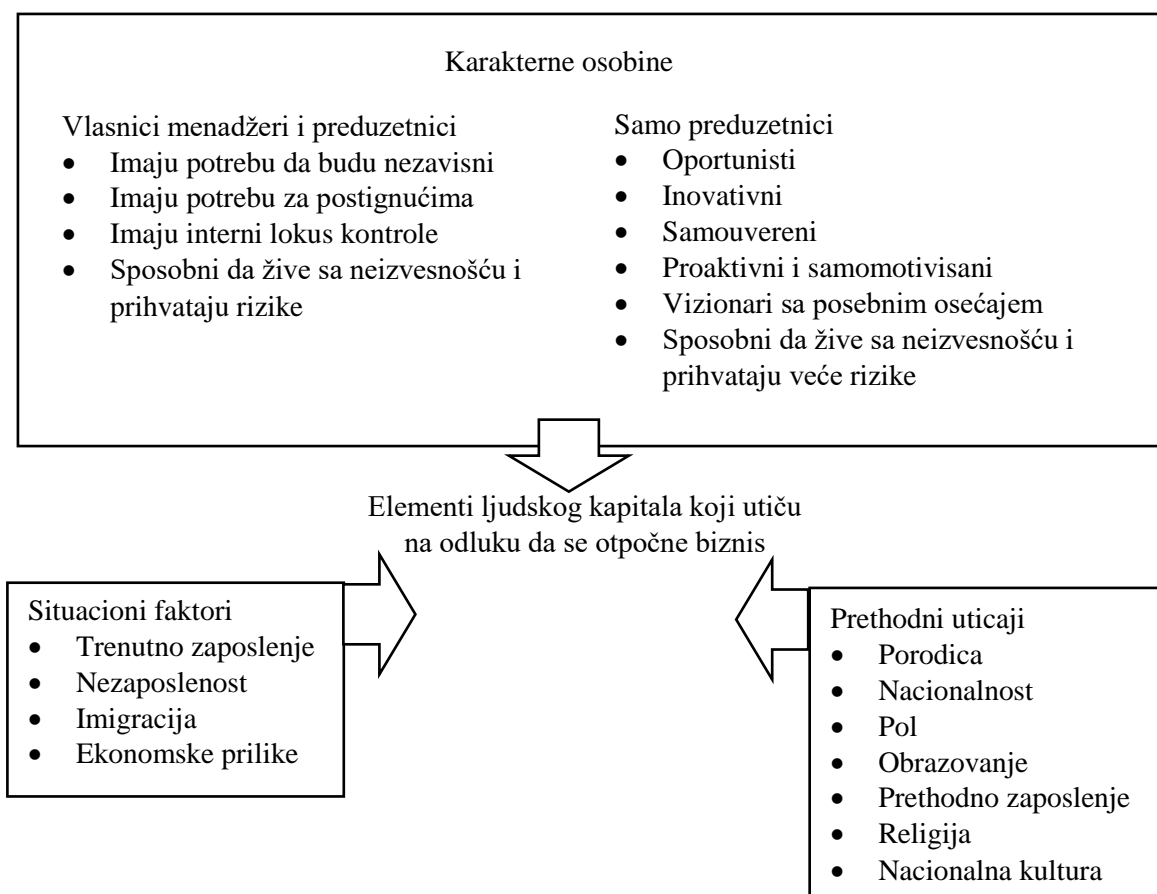 Karakterne osobine
Vlasnici menadžeri i preduzetnici
• Imaju potrebu da budu nezavisni
• Imaju potrebu za postignućima
• Imaju interni lokus kontrole
• Sposobni da žive sa neizvesnošću i
prihvataju rizike
Samo preduzetnici
• Oportunisti
• Inovativni
• Samouvereni
• Proaktivni i samomotivisani
• Vizionari sa posebnim osećajem
• Sposobni da žive sa neizvesnošću i
prihvataju veće rizike
Elementi ljudskog kapitala koji utiču
na odluku da se otpočne biznis
Situacioni faktori
• Trenutno zaposlenje
• Nezaposlenost
• Imigracija
• Ekonomske prilike
Prethodni uticaji
• Porodica
• Nacionalnost
• Pol
• Obrazovanje
• Prethodno zaposlenje
• Religija
• Nacionalna kultura